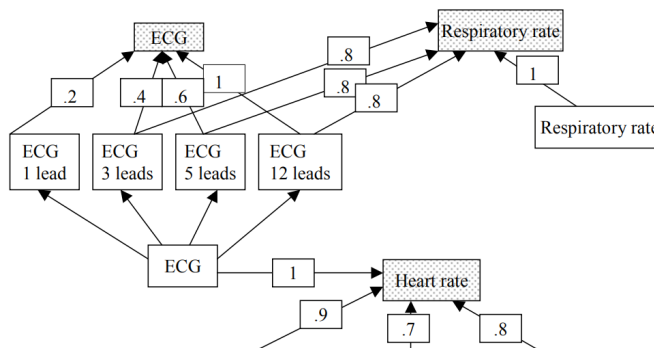 ECG
Respiratory rate
.8
.2
.4
.6
1
.8
.8
1
Respiratory rate
ECG
1 lead
ECG
3 leads
ECG
5 leads
ECG
12 leads
ECG
1
Heart rate
.9
.7
.8